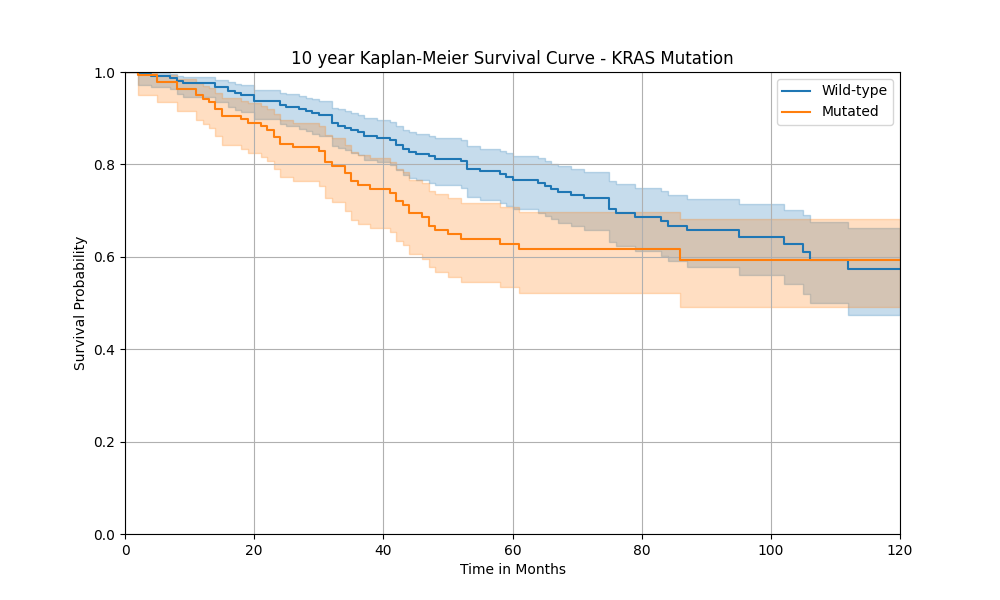 10 year Kaplan-Meier Survival Curve - KRAS Mutation
Survival Probability
1.0
0.8
0.6
0.4
0.2
0.0
Wild-type
Mutated
0 20 40 60 80 100 120
Time in Months